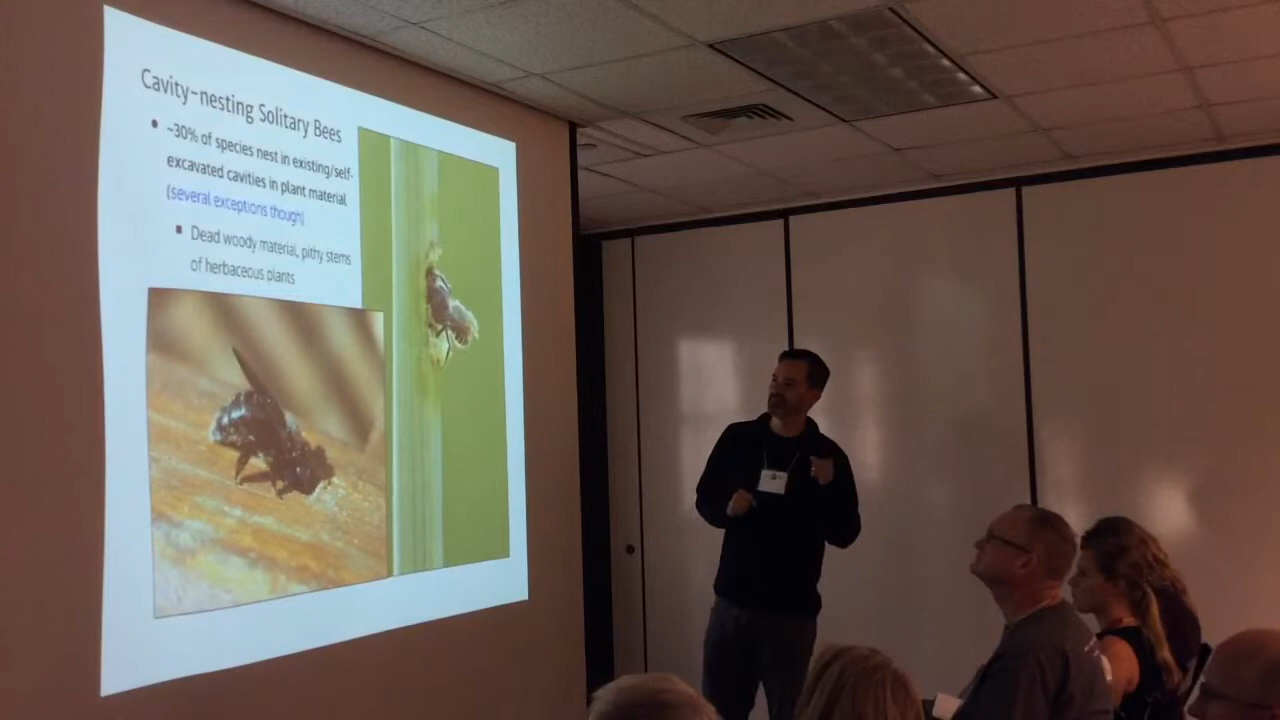 Cavity-nesting Solitary Bees
• ~30% of species nest in existing/self-
excavated cavities in plant material
(several exceptions though)
▪ Dead woody material, pithy stems
of herbaceous plants